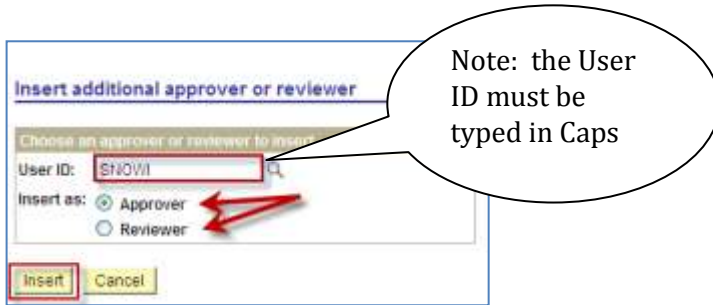 Note:  the User
ID must be
typed in Caps
Insert additional approver or reviewer
Choose an approver or reviewer to insert
User ID: SNOWI
Insert as: Approver
Reviewer
Insert Cancel